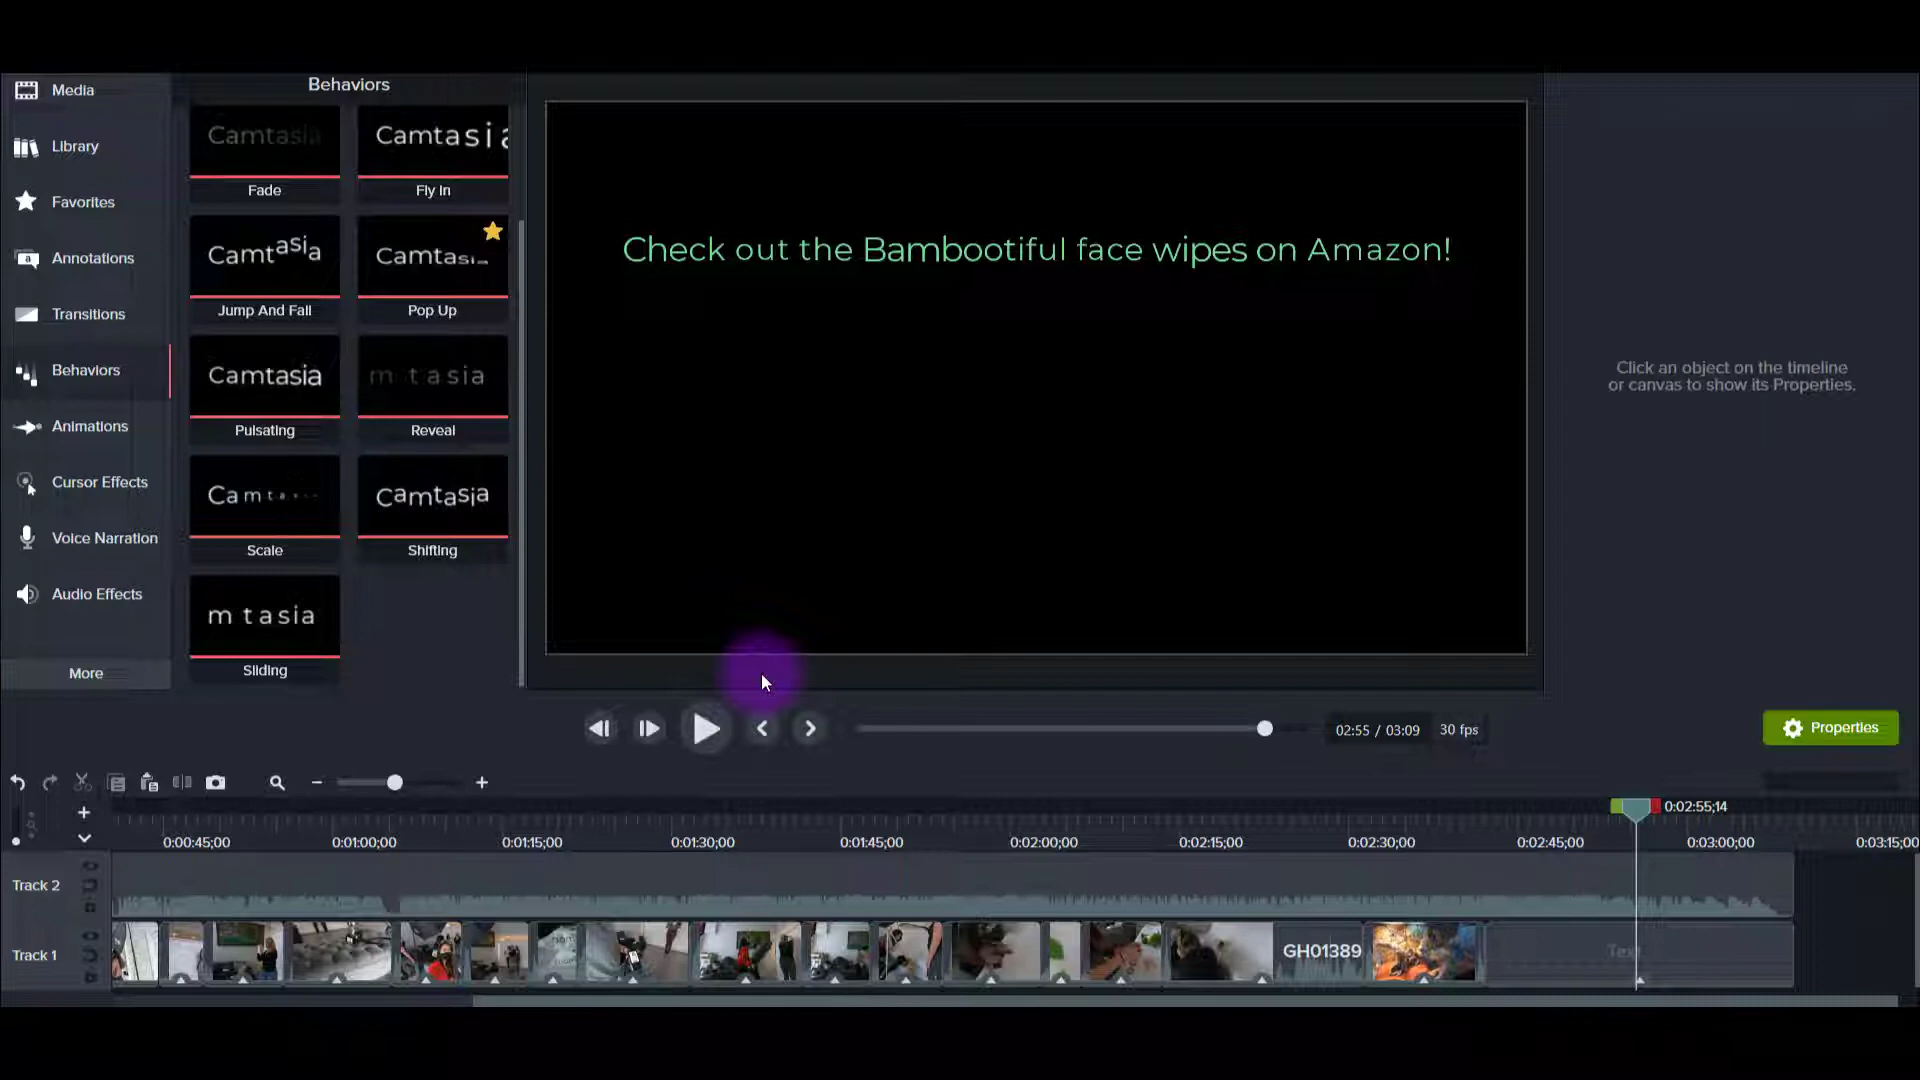 Media
Library
Favorites
Annotations
Transitions
Behaviors
Animations
Cursor Effects
Voice Narration
Audio Effects
More
Behaviors
Camtasia
Camtasia
Fade
Fly In
Camtasia
Camtasia
Jump And Fall
Pop Up
Camtasia
m t a s i a
Pulsating
Reveal
Camta
Camtasia
Scale
Shifting
m t a s i a
Sliding
Check out the Bambootiful face wipes on Amazon!
Click an object on the timeline
or canvas to show its Properties.
02:55 / 03:09
30 fps
Properties
0:02:55;14
0:00:45;00
0:01:00;00
0:01:15;00
0:01:30;00
0:01:45;00
0:02:00;00
0:02:15;00
0:02:30;00
0:02:45;00
0:03:00;00
0:03:15;00
Track 2
Track 1
GH01389
Text